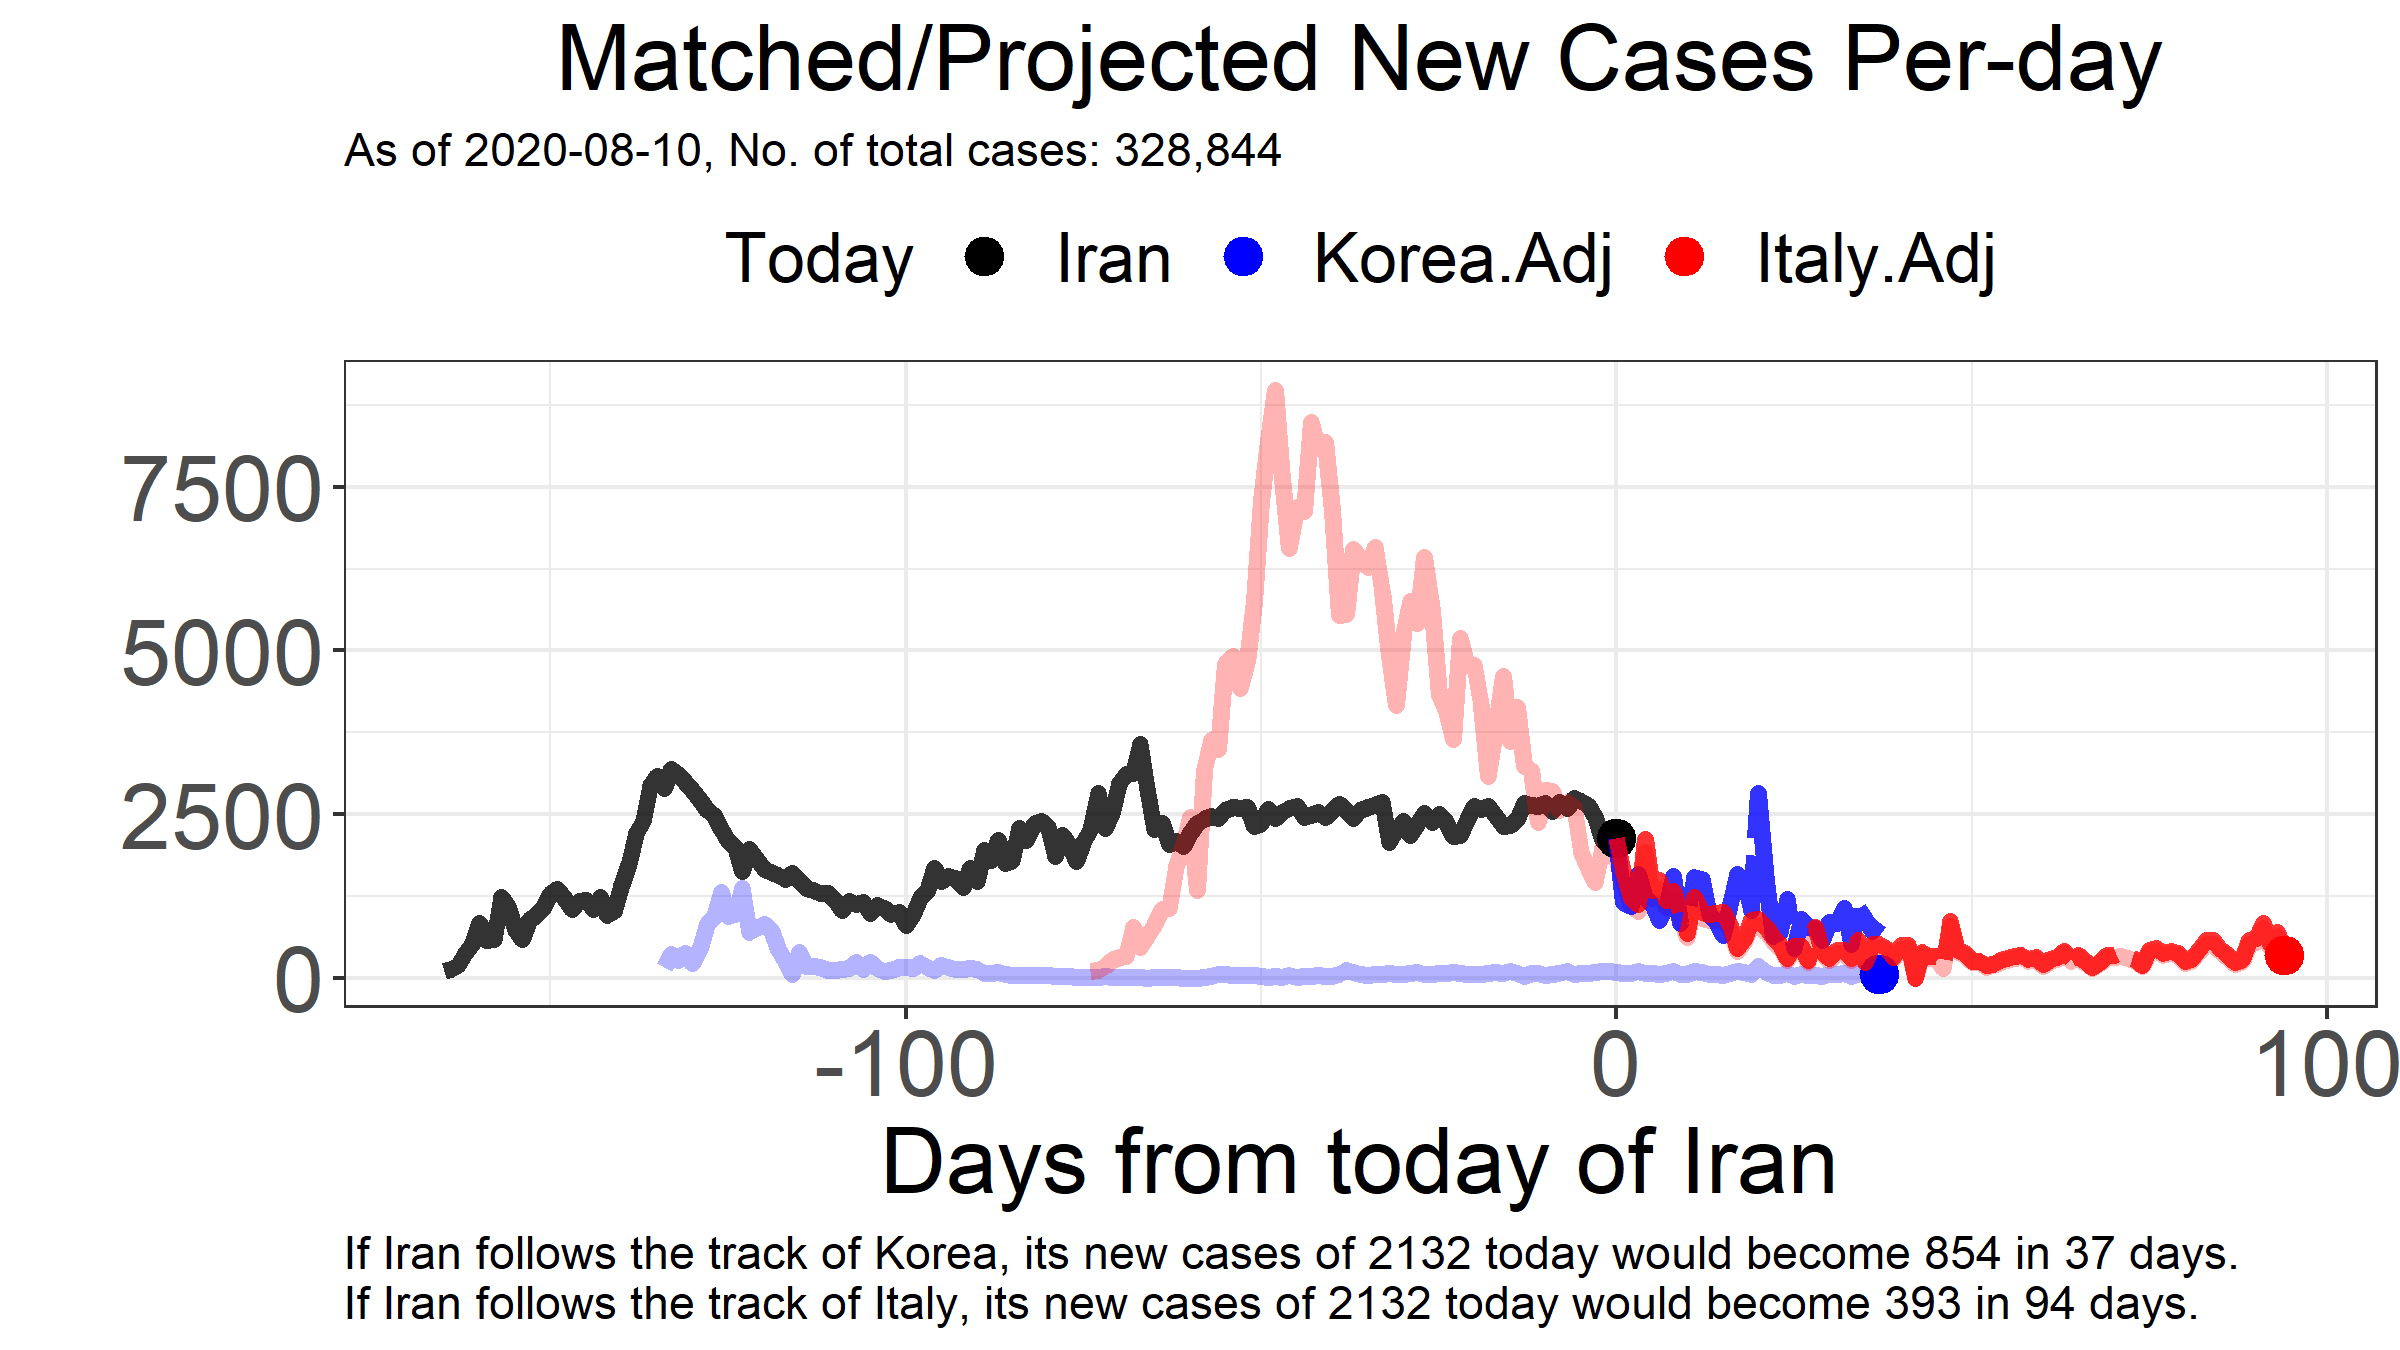 Matched/Projected New Cases Per-day
As of 2020-08-10, No. of total cases: 328,844
Today Iran Korea.Adj Italy.Adj
7500
5000
2500
0
-100 0 100
Days from today of Iran
If Iran follows the track of Korea, its new cases of 2132 today would become 854 in 37 days.
If Iran follows the track of Italy, its new cases of 2132 today would become 393 in 94 days.